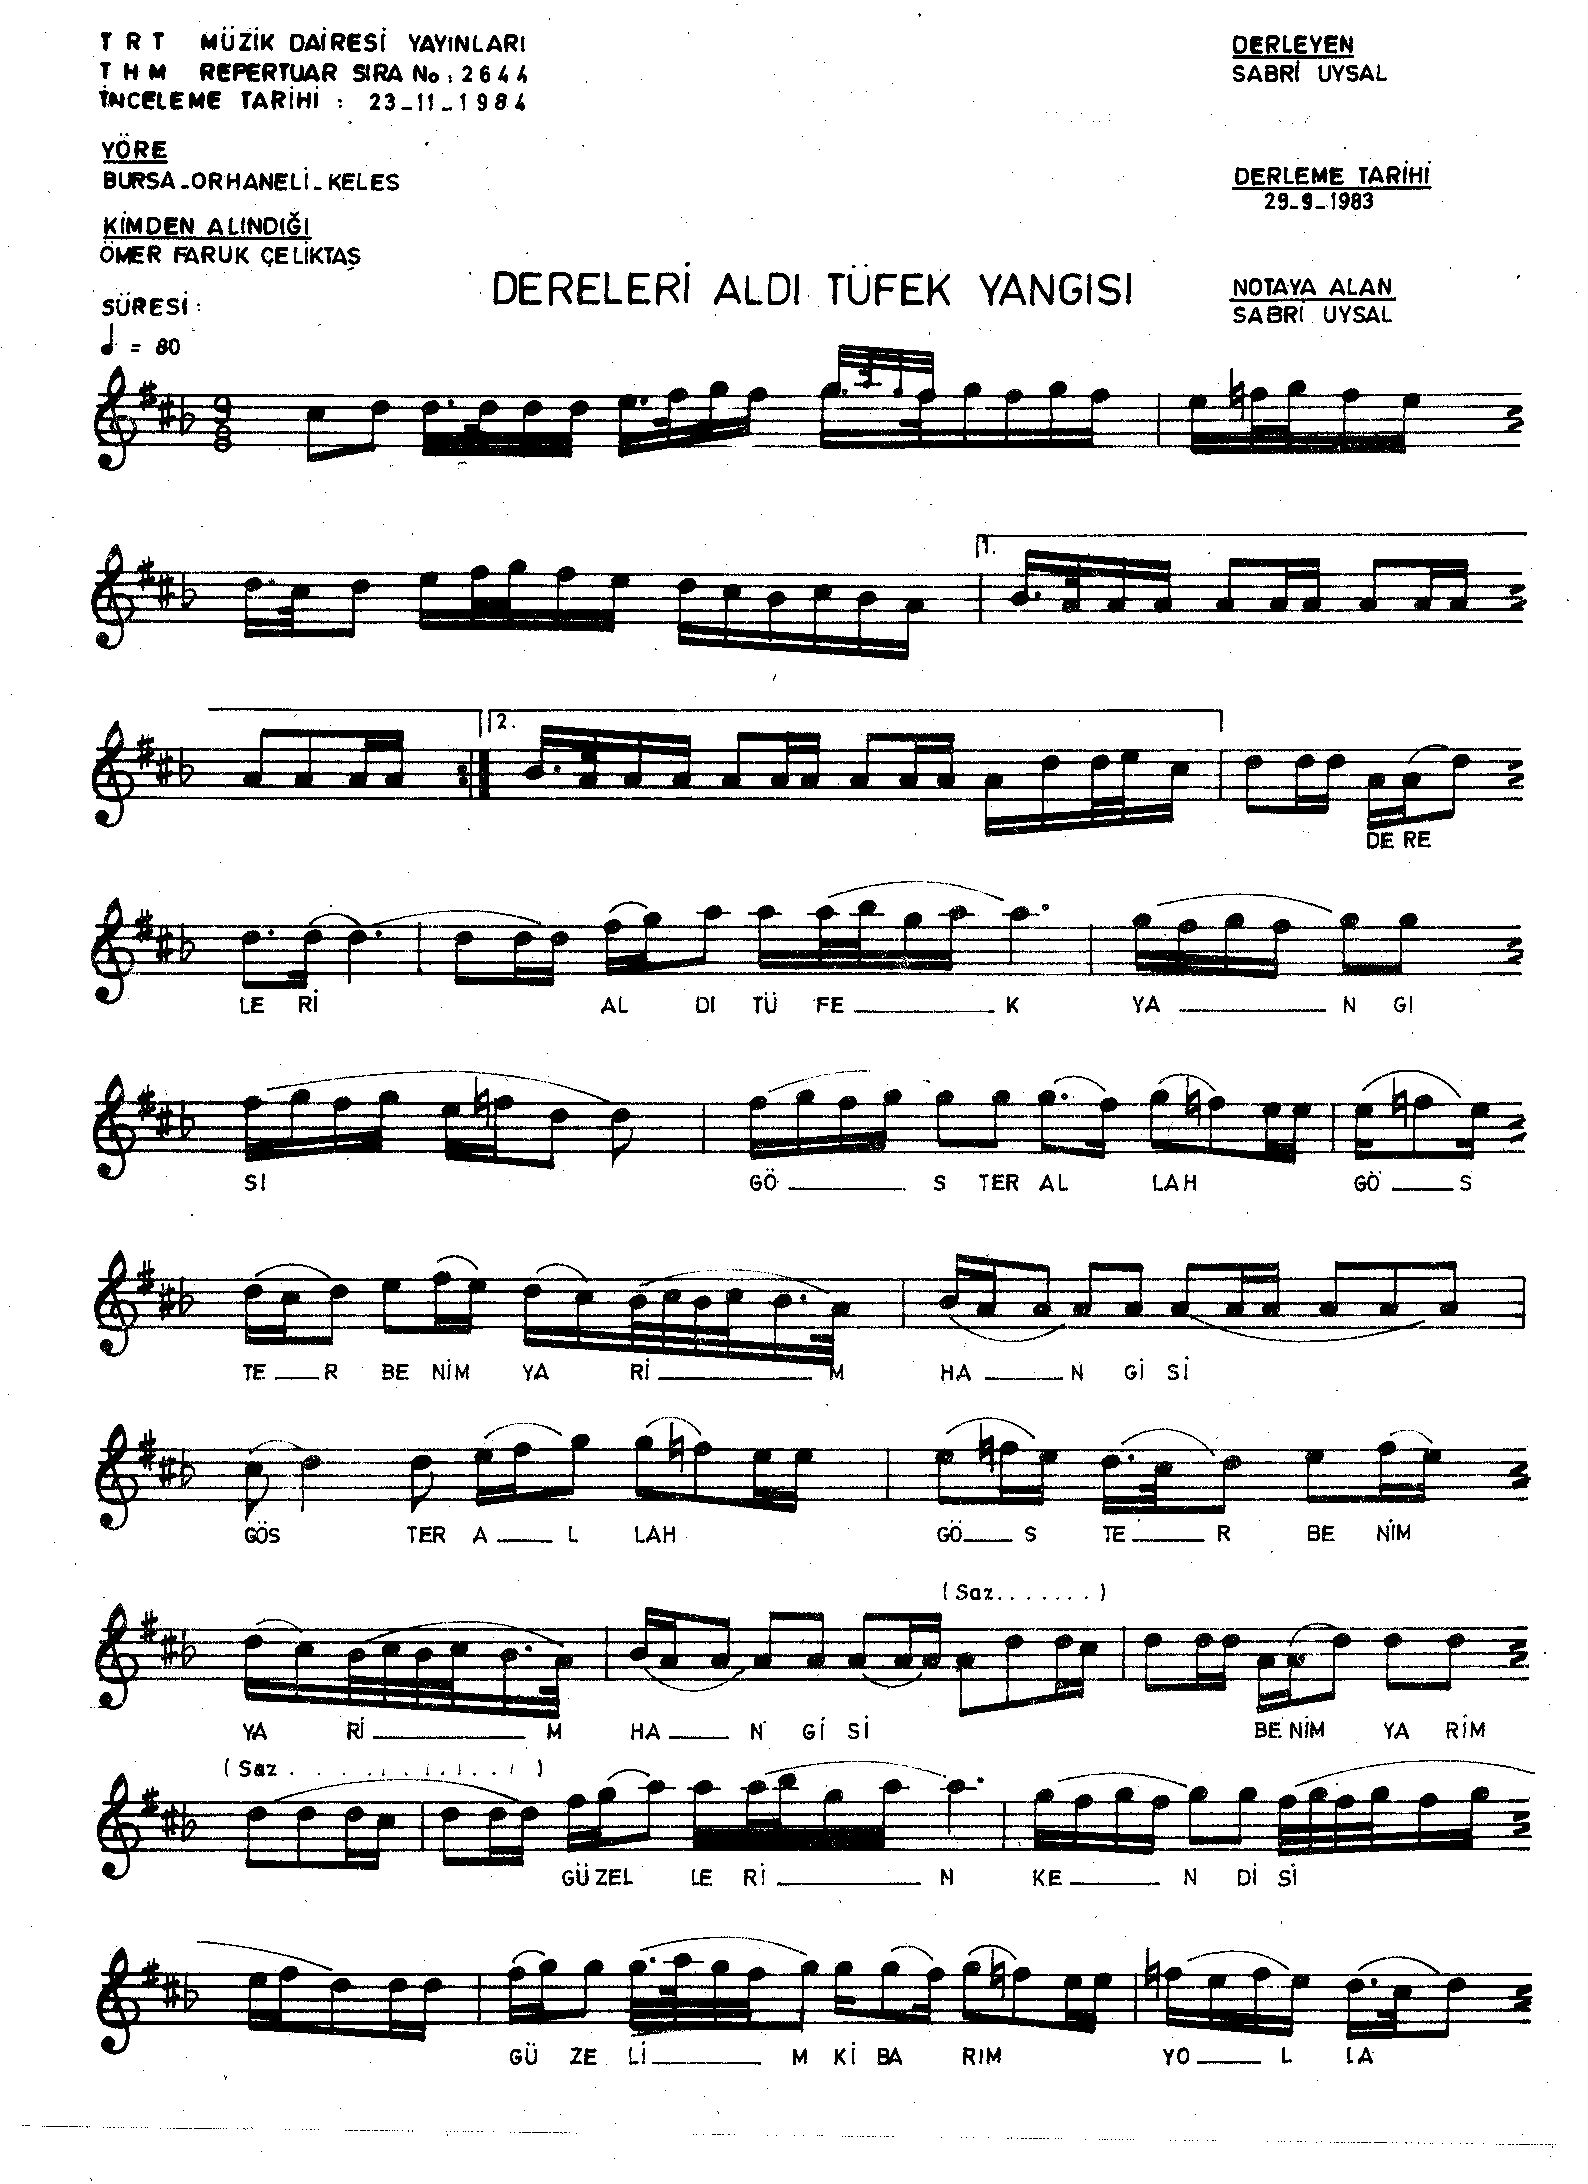 T R T MÜZİK DAİRESİ YAYINLARI
T H M REPERTUAR SIRA No: 2644
İNCELEME TARİHİ : 23-11-1984
YÖRE
BURSA-ORHANELİ-KELES
KİMDEN ALINDIĞI
ÖMER FARUK ÇELİKTAŞ
SÜRESİ:
= 80
DERELERİ ALDI TÜFEK YANGISI
DERLEYEN
SABRİ UYSAL
DERLEME TARİHİ
29-9-1983
NOTAYA ALAN
SABRİ UYSAL
9
8
1.
2.
DE RE
LE Rİ AL DI TÜ FE K YA N GI
SI GÖ S TER AL LAH GÖ S
TE R BE NİM YA Rİ M HA N Gİ Sİ
GÖS TER A L LAH GÖ S TE R BE NİM
(Saz.......)
YA Rİ M HA N Gİ Sİ BE NİM YA RİM
(Saz.........)
GÜ ZEL LE Rİ N KE N Dİ Sİ
GÜ ZE Lİ M Kİ BA RIM YO L LA